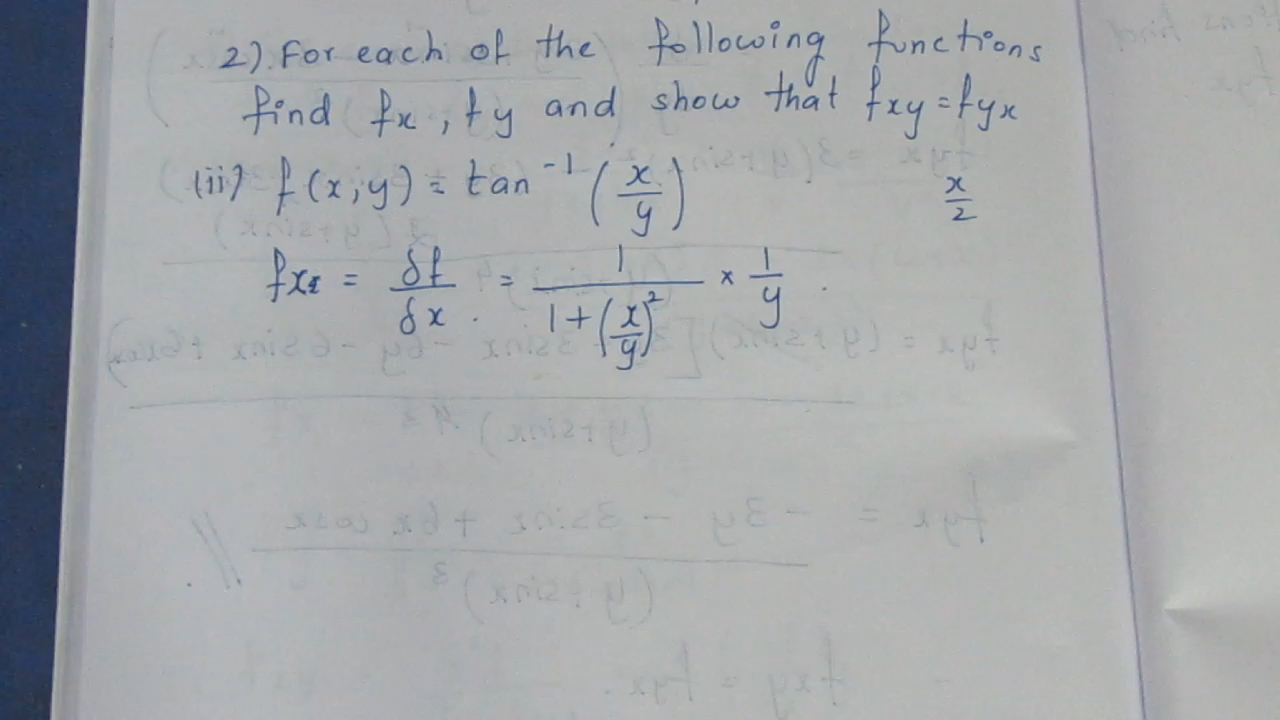 2). For each of the following functions
find fx, fy and show that fxy = fyx
(ii) f(x,y) = tan⁻¹ (x/y)
x/2
fx = δf/δx = 1/(1+(x/y)²) × 1/y